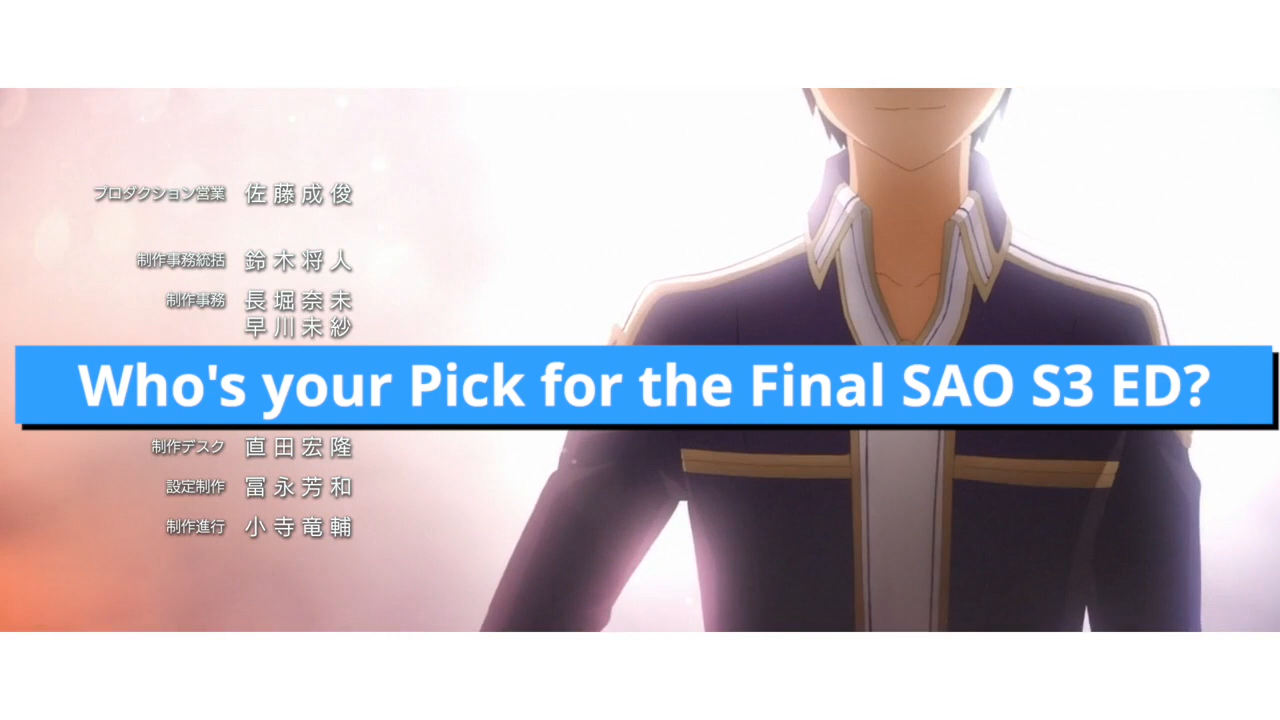 プロダクション営業 佐藤成俊
制作事務統括 鈴木将人
制作事務 長堀奈未
早川未紗
Who's your Pick for the Final SAO S3 ED?
制作デスク 直田宏隆
設定制作 冨永芳和
制作進行 小寺竜輔